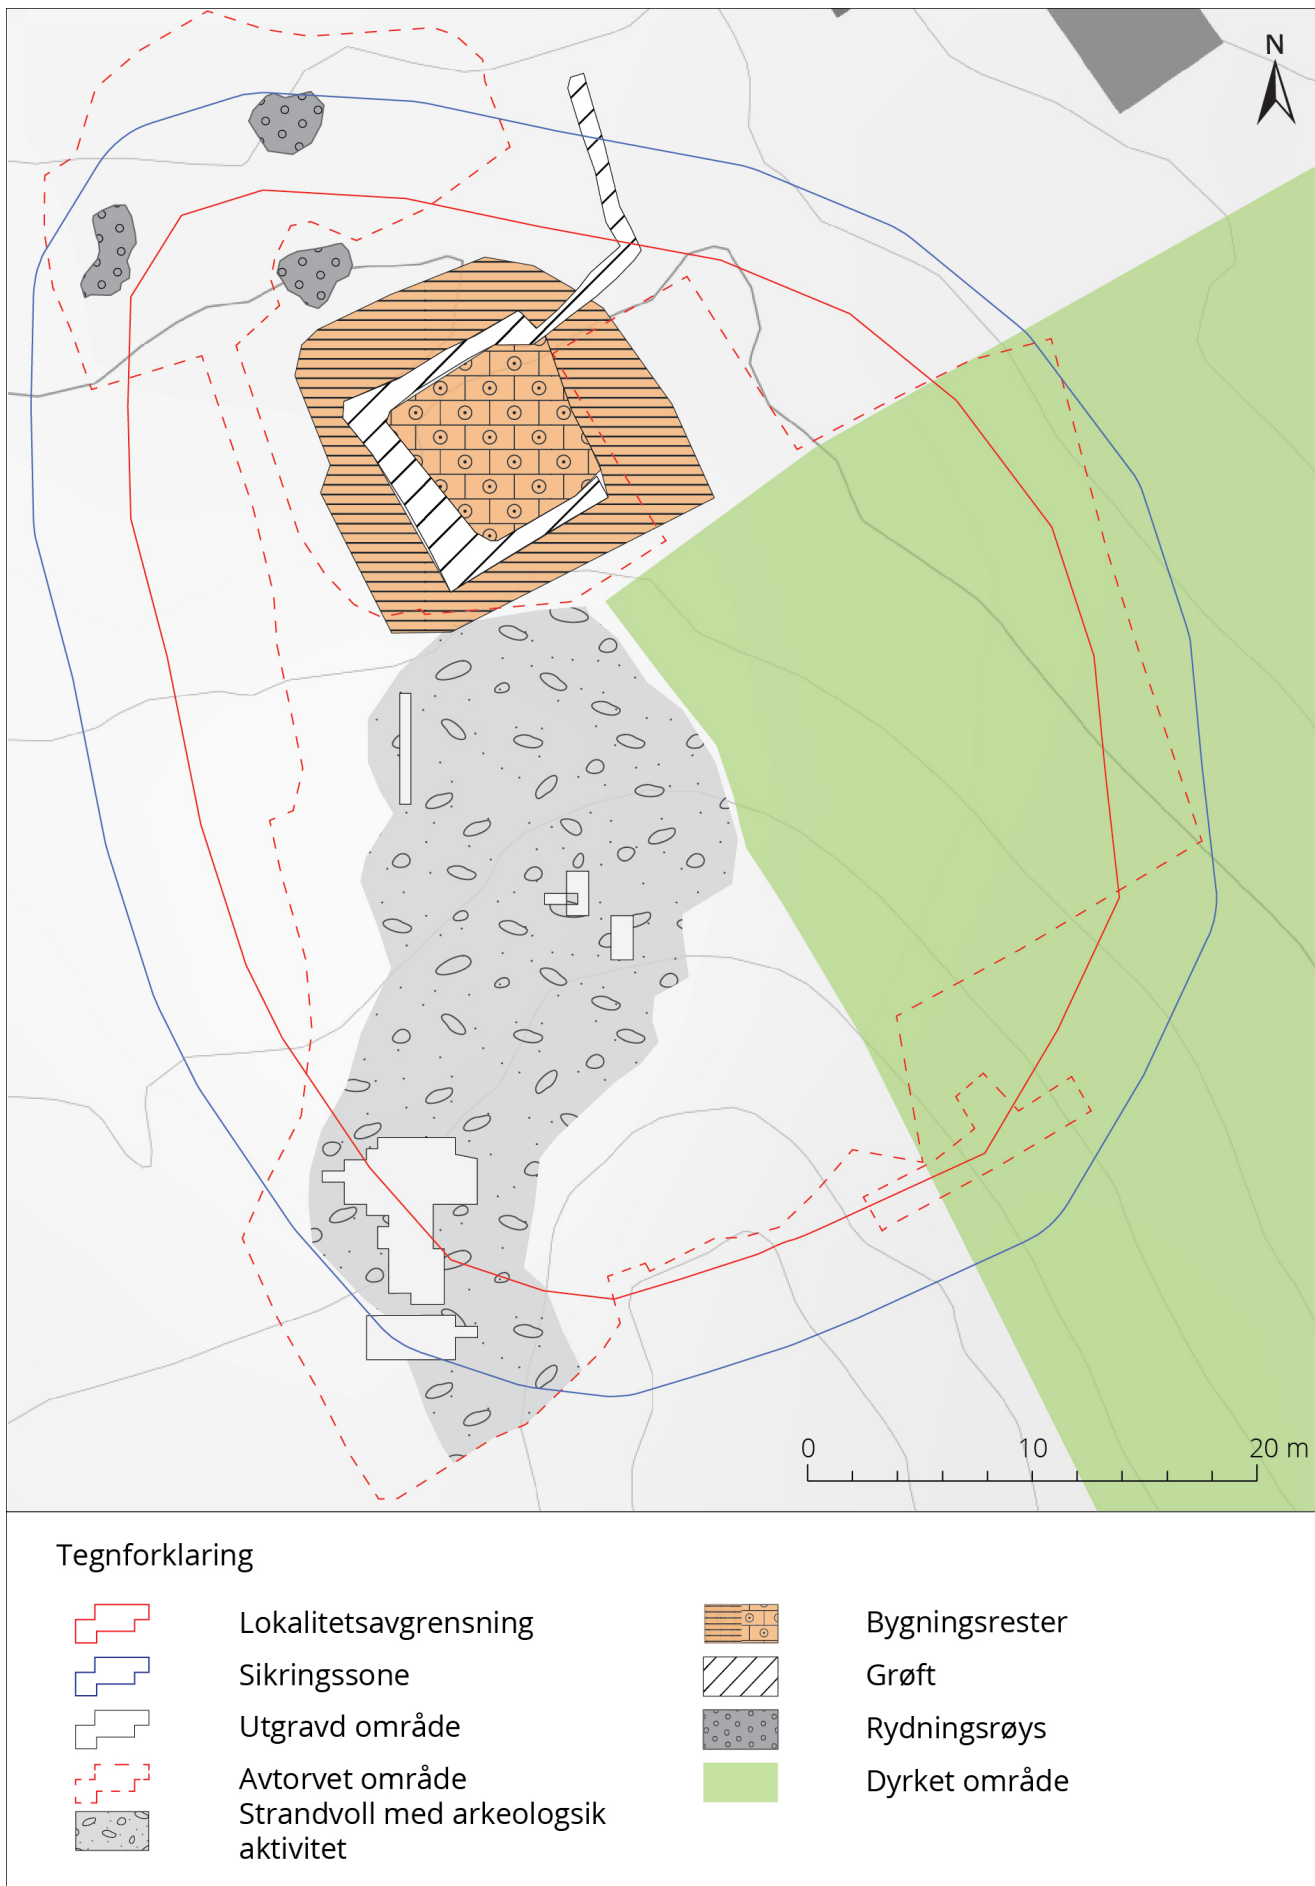 N
0 10 20 m
Tegnforklaring
Lokalitetsavgrensning
Sikringssone
Utgravd område
Avtorvet område
Strandvoll med arkeologsik
aktivitet
Bygningsrester
Grøft
Rydningsrøys
Dyrket område